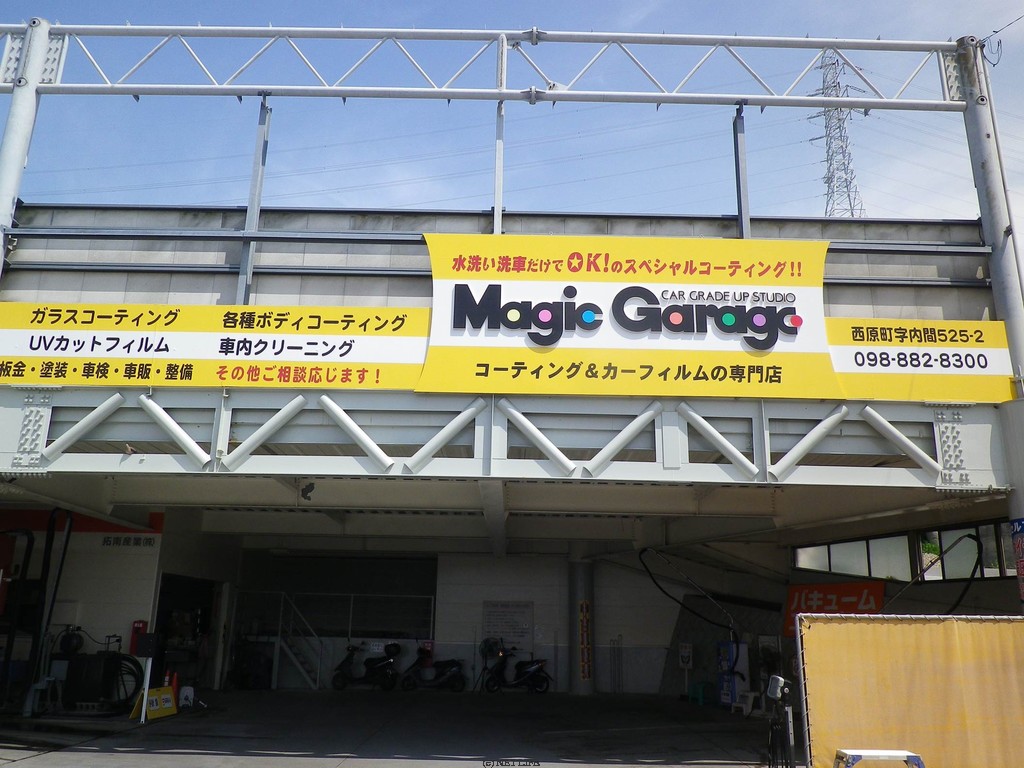 水洗い洗車だけでOK!のスペシャルコーティング!!
Magic Garage
CAR GRADE UP STUDIO
コーティング&カーフィルムの専門店
ガラスコーティング
各種ボディコーティング
UVカットフィルム
車内クリーニング
板金・塗装・車検・車販・整備
その他ご相談応じます!
西原町字内間525-2
098-882-8300
バキューム